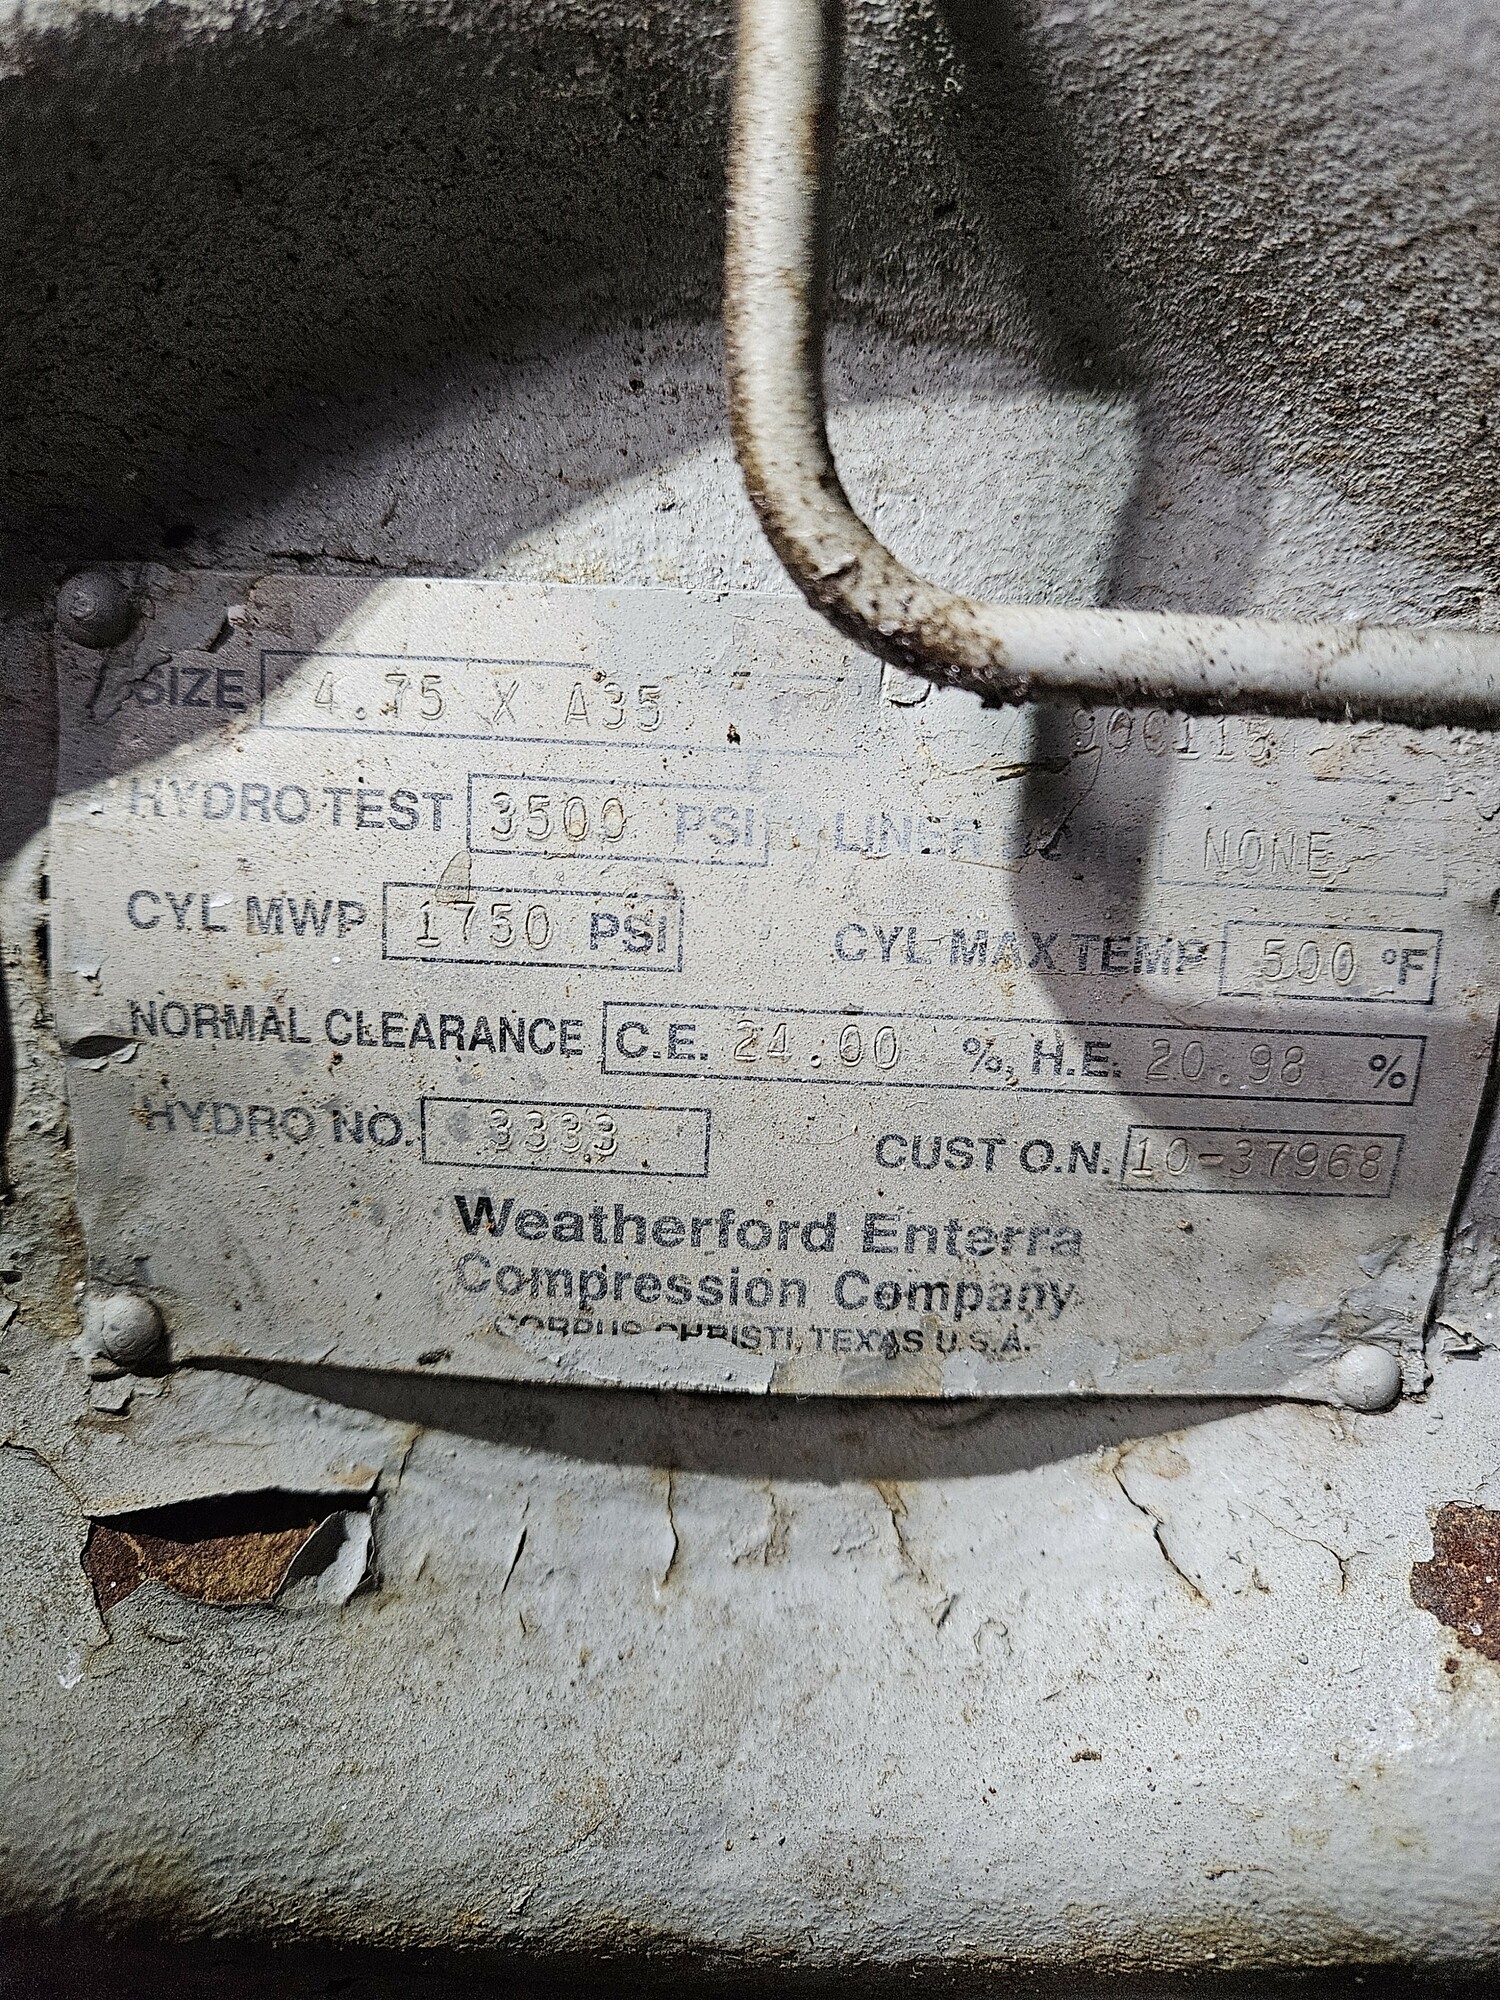 SIZE 4.75 X A35 90C115
HYDRO TEST 3500 PSI LINER NONE
CYL MWP 1750 PSI CYL MAX TEMP 500 °F
NORMAL CLEARANCE C.E. 24.00 %, H.E. 20.98 %
HYDRO NO. 3333 CUST O.N. 10-37968
Weatherford Enterra
Compression Company
CORPUS CHRISTI, TEXAS U.S.A.